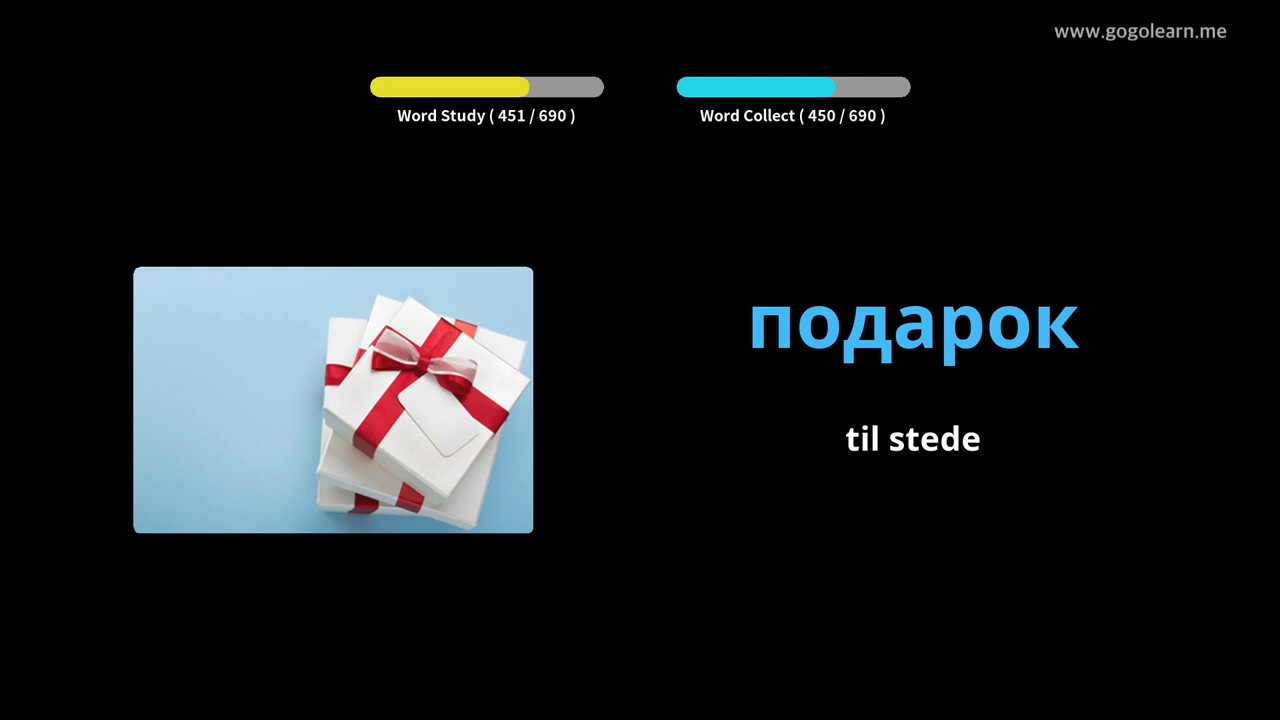 www.gogolearn.me
Word Study ( 451 / 690 )
Word Collect ( 450 / 690 )
подарок
til stede